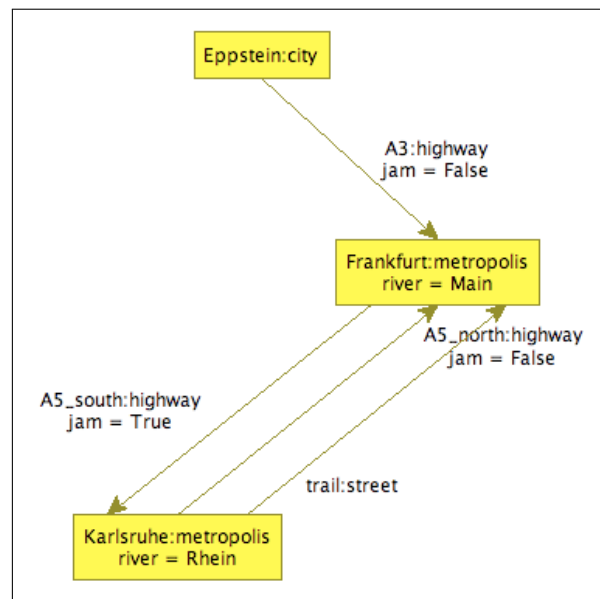 Eppstein:city
A3:highway
jam = False
Frankfurt:metropolis
river = Main
A5_north:highway
jam = False
A5_south:highway
jam = True
trail:street
Karlsruhe:metropolis
river = Rhein